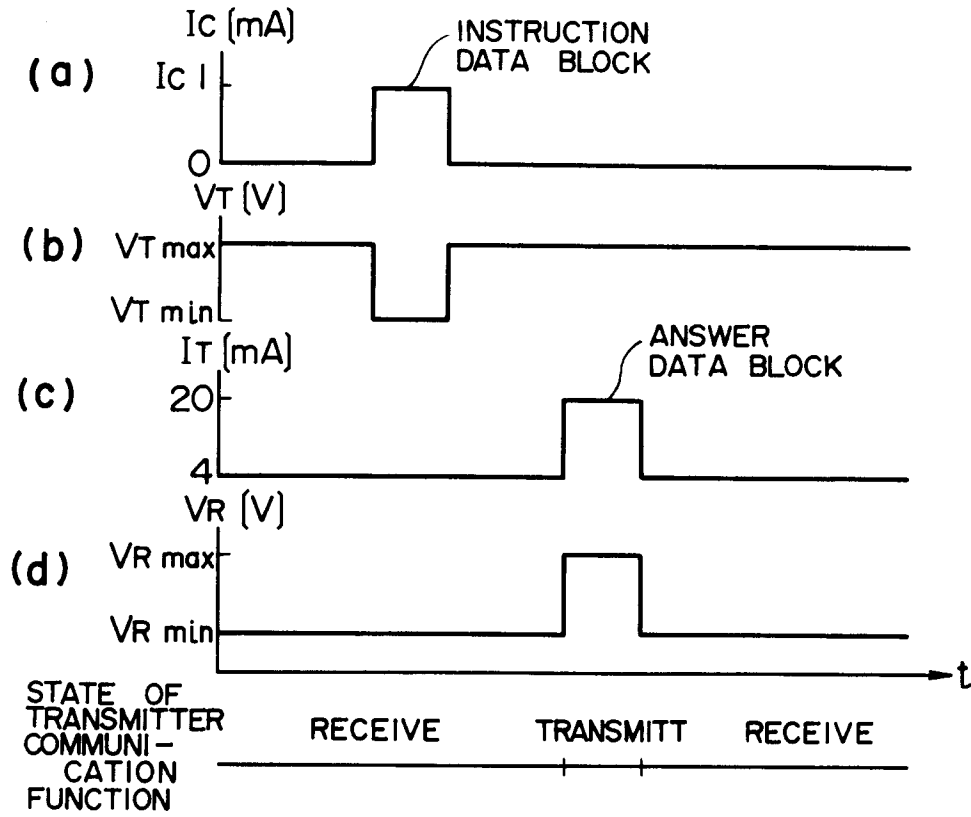 IC [mA]
INSTRUCTION
DATA BLOCK
(a)
IC 1
0
VT [V]
(b)
VT max
VT min
IT [mA]
ANSWER
DATA BLOCK
(c)
20
4
VR [V]
(d)
VR max
VR min
t
STATE OF
TRANSMITTER
COMMUNI-
CATION
FUNCTION
RECEIVE TRANSMITT RECEIVE